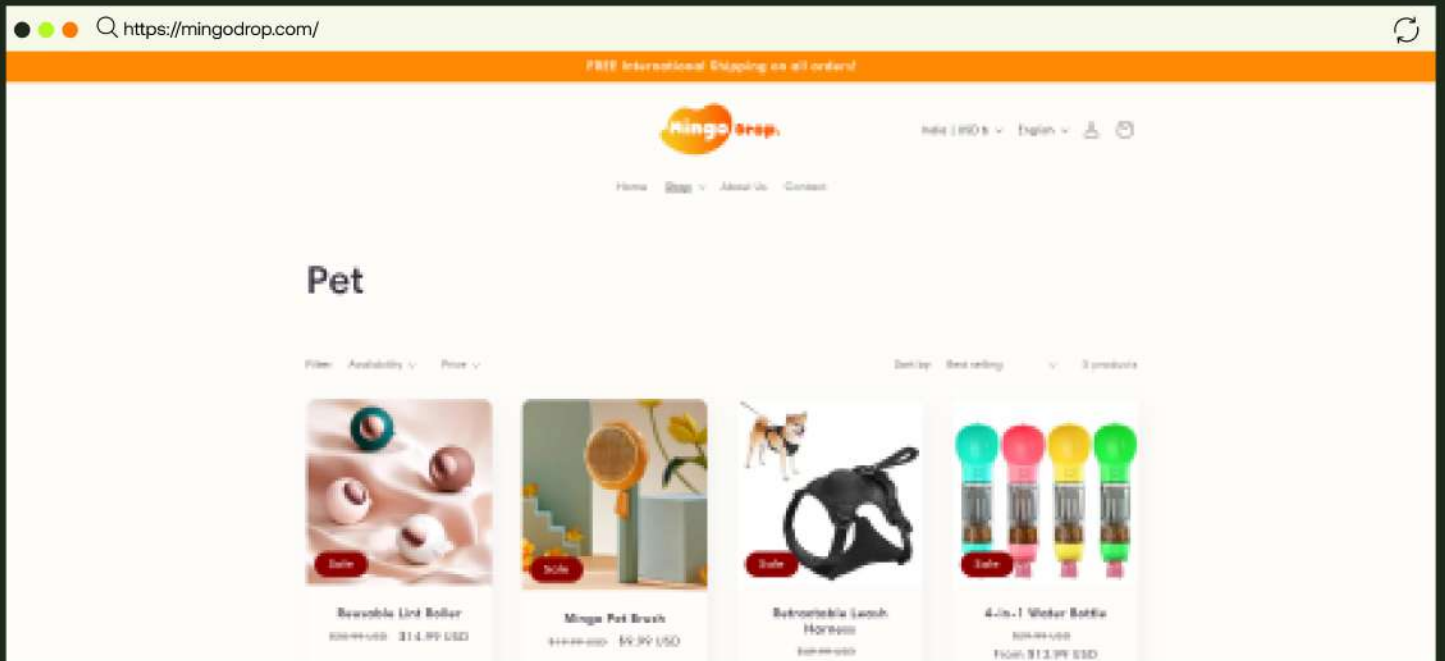 https://mingodrop.com/
FREE International Shipping on all orders!
Mingo Drop.
English
Home Shop About Us Contact
Pet
Filter: Availability Price
Sort by: Best selling products
Sale
Sale
Sale
Sale
Reusable Lint Roller
$14.99 USD
Mingo Pet Brush
$9.99 USD
Retractable Leash
Harness
4-in-1 Water Bottle
From $13.99 USD